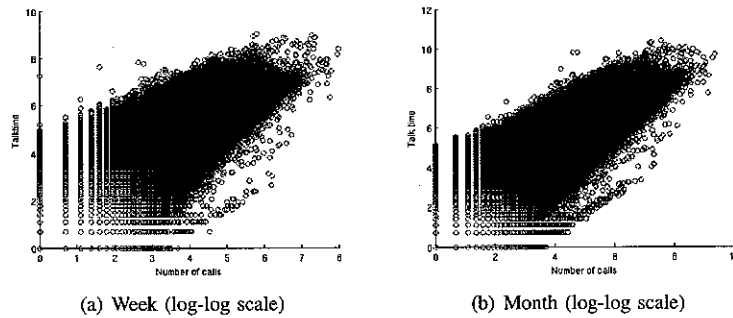 10
8
6
4
2
0
Talktime
0 1 2 3 4 5 6 7 8
Number of calls
(a) Week (log-log scale)
12
10
8
6
4
2
0
Talk time
0 2 4 6 8 1
Number of calls
(b) Month (log-log scale)